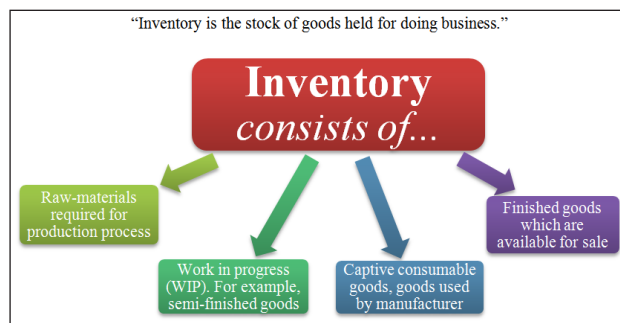 “Inventory is the stock of goods held for doing business.”
Inventory
consists of...
Raw-materials
required for
production process
Work in progress
(WIP). For example,
semi-finished goods
Captive consumable
goods, goods used
by manufacturer
Finished goods
which are
available for sale